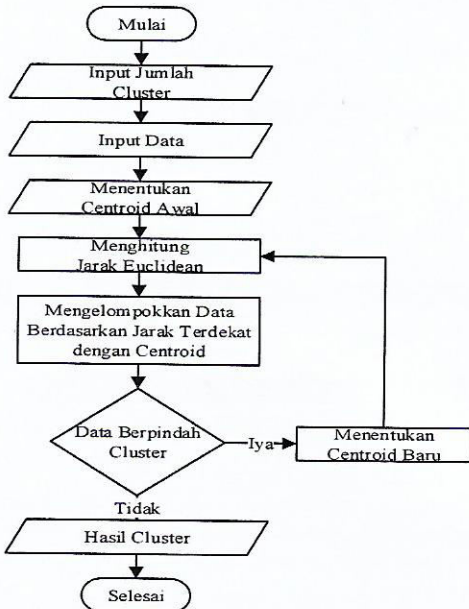 Mulai
Input Jumlah
Cluster
Input Data
Menentukan
Centroid Awal
Menghitung
Jarak Euclidean
Mengelompokkan Data
Berdasarkan Jarak Terdekat
dengan Centroid
Data Berpindah
Cluster
Iya
Menentukan
Centroid Baru
Tidak
Hasil Cluster
Selesai